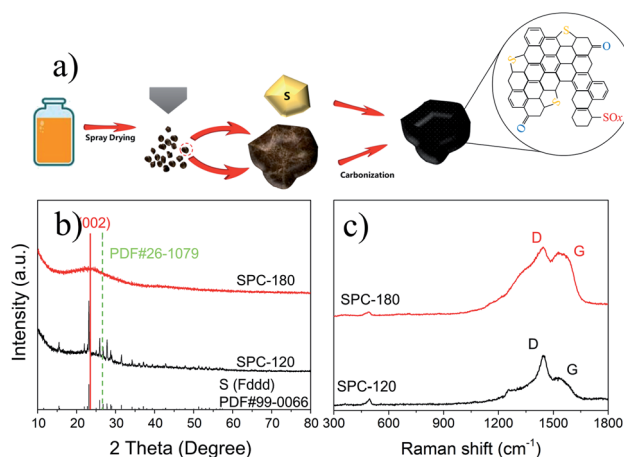 a)
Spray Drying
S
Carbonization
S
O
S
S
O
SOx
b)
(002)
PDF#26-1079
SPC-180
SPC-120
S (Fddd)
PDF#99-0066
Intensity (a.u.)
10 20 30 40 50 60 70 80
2 Theta (Degree)
c)
D
G
SPC-180
D
G
SPC-120
300 600 900 1200 1500 1800
Raman shift (cm⁻¹)